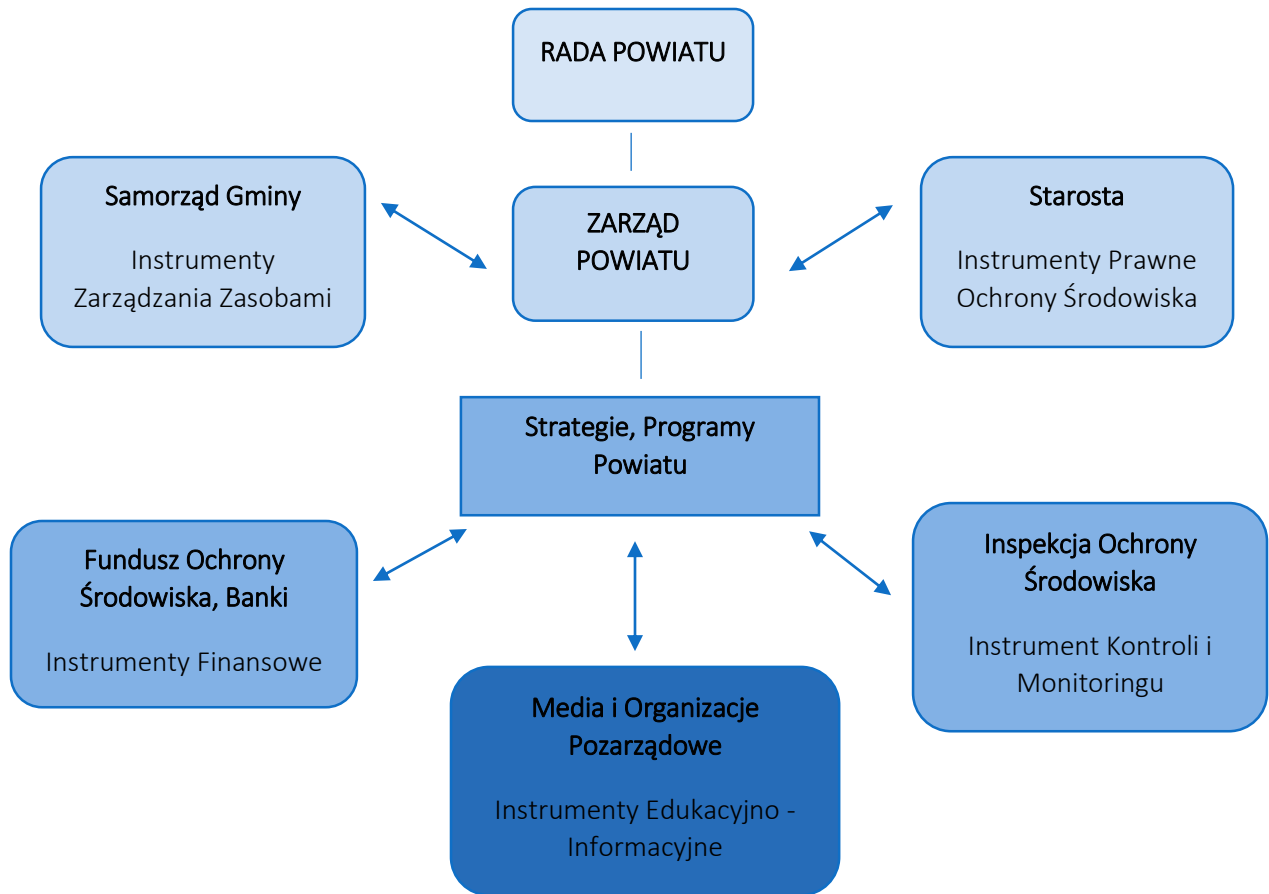 RADA POWIATU
Samorząd Gminy
Instrumenty
Zarządzania Zasobami
ZARZĄD
POWIATU
Starosta
Instrumenty Prawne
Ochrony Środowiska
Strategie, Programy
Powiatu
Fundusz Ochrony
Środowiska, Banki
Instrumenty Finansowe
Media i Organizacje
Pozarządowe
Instrumenty Edukacyjno -
Informacyjne
Inspekcja Ochrony
Środowiska
Instrument Kontroli i
Monitoringu